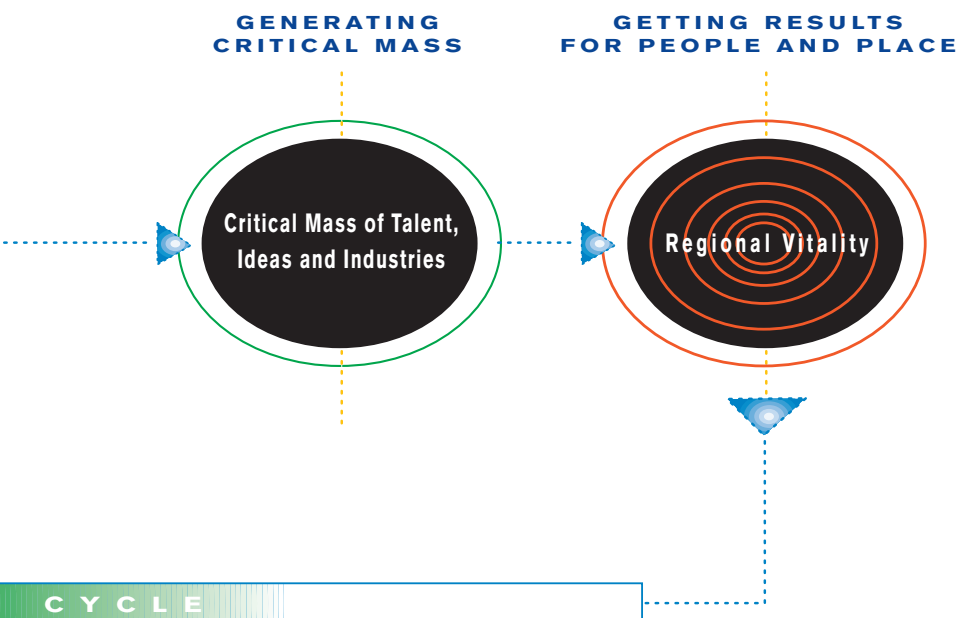 GENERATING
CRITICAL MASS
GETTING RESULTS
FOR PEOPLE AND PLACE
Critical Mass of Talent,
Ideas and Industries
Regional Vitality
CYCLE